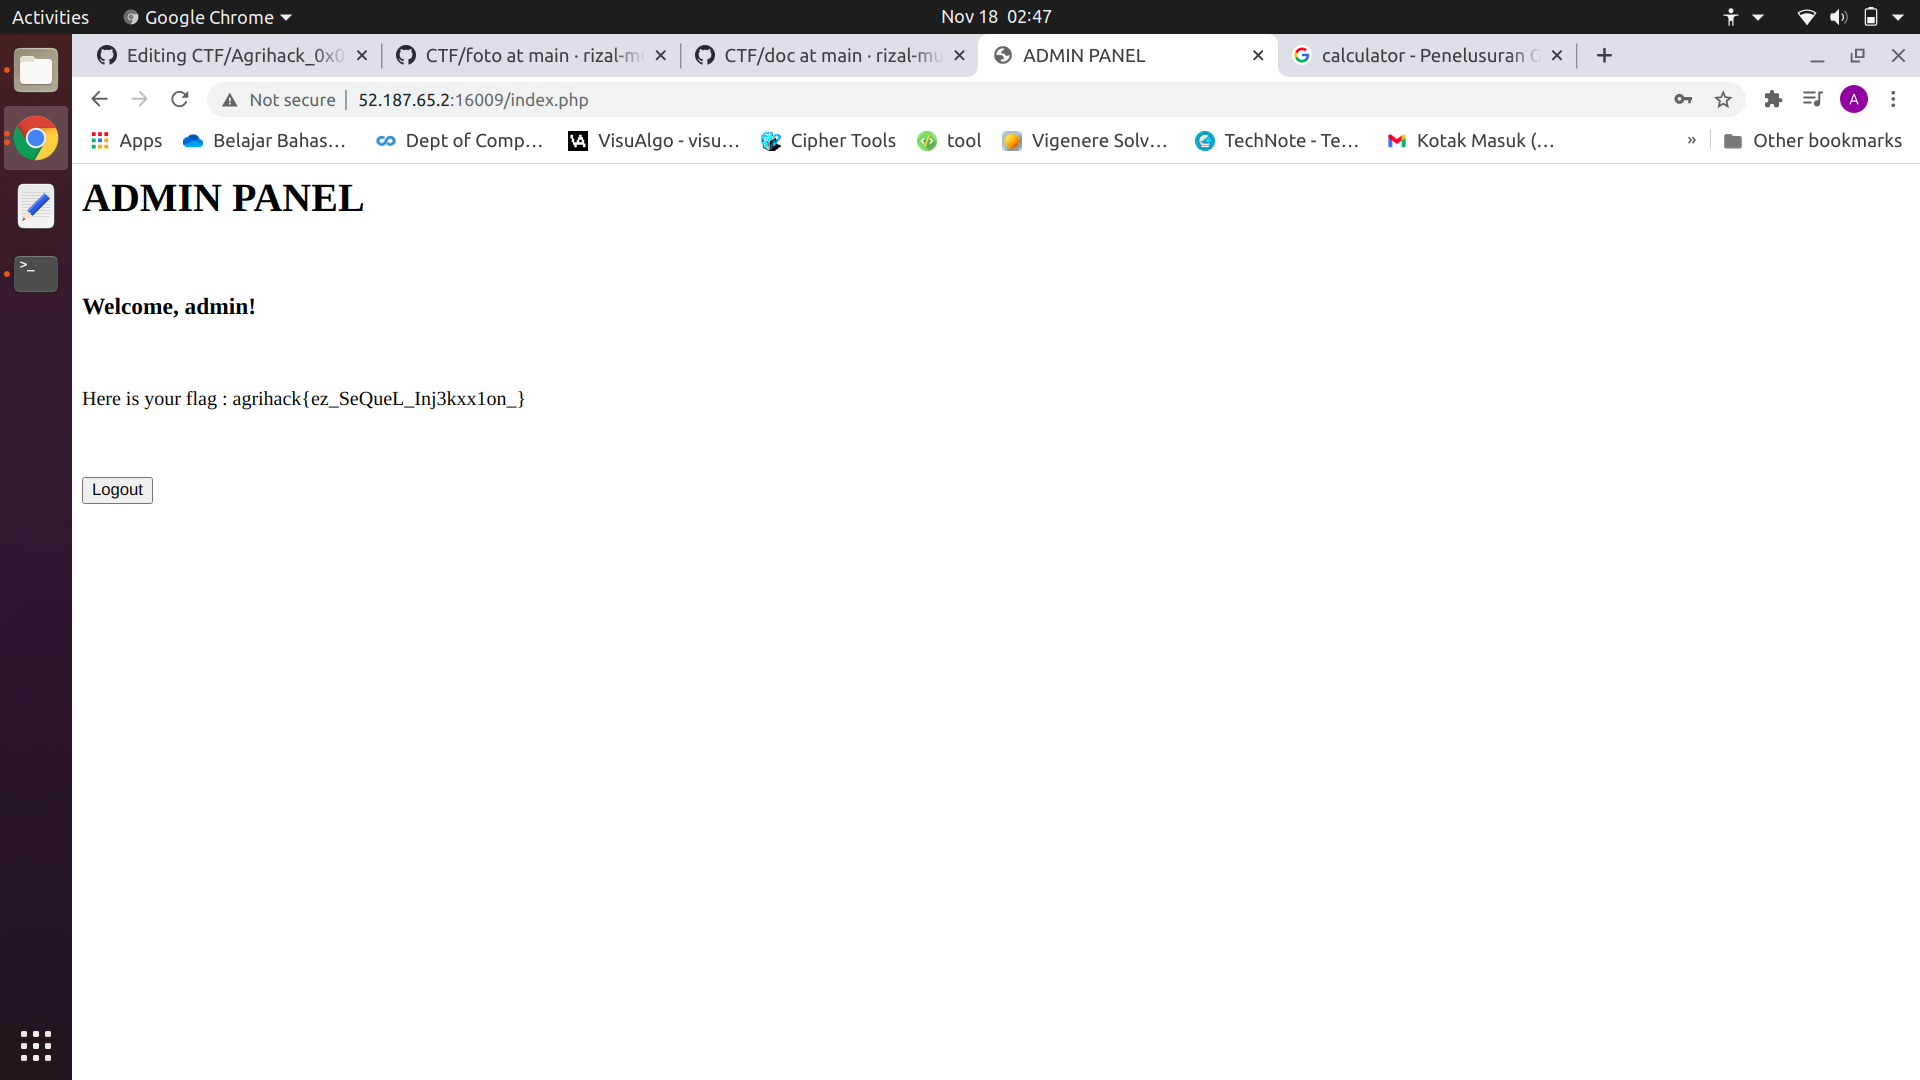 Activities Google Chrome Nov 18 02:47
Editing CTF/Agrihack_0x0 CTF/foto at main · rizal-mu CTF/doc at main · rizal-mu ADMIN PANEL calculator - Penelusuran G
Not secure 52.187.65.2:16009/index.php A
Apps Belajar Bahas… Dept of Comp… VisuAlgo - visu… Cipher Tools tool Vigenere Solv… TechNote - Te… Kotak Masuk (… » Other bookmarks
ADMIN PANEL
Welcome, admin!
Here is your flag : agrihack{ez_SeQueL_Inj3kxx1on_}
Logout